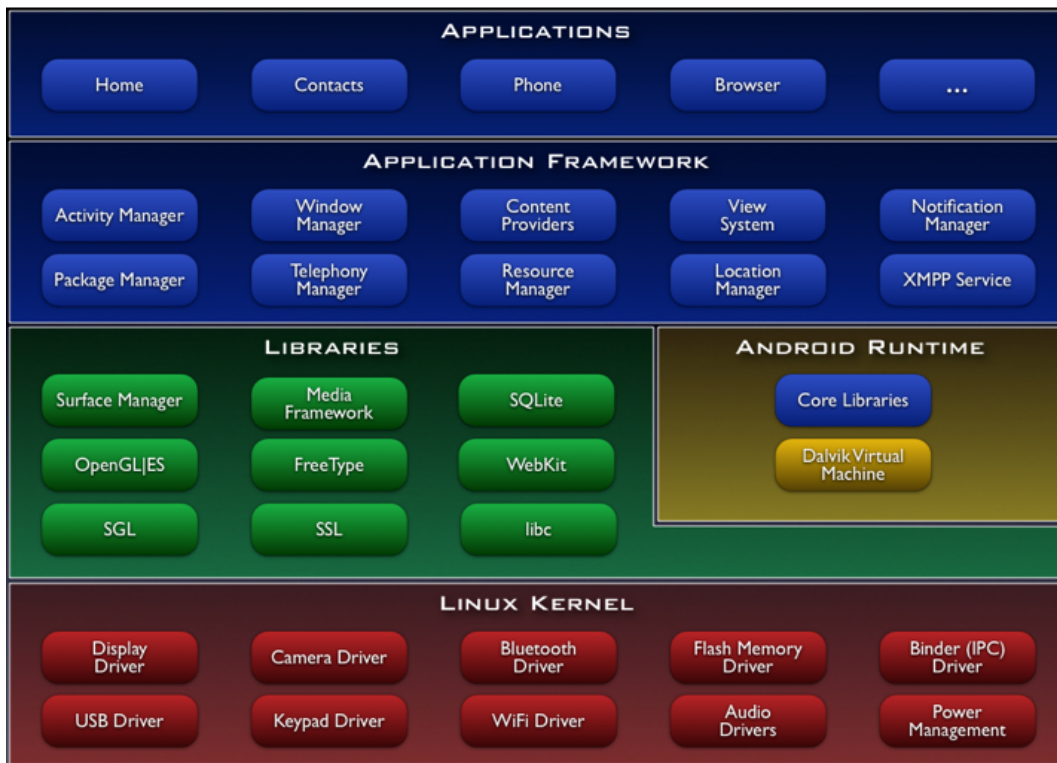 APPLICATIONS
Home
Contacts
Phone
Browser
...
APPLICATION FRAMEWORK
Activity Manager
Window
Manager
Content
Providers
View
System
Notification
Manager
Package Manager
Telephony
Manager
Resource
Manager
Location
Manager
XMPP Service
LIBRARIES
Surface Manager
Media
Framework
SQLite
OpenGL|ES
FreeType
WebKit
SGL
SSL
libc
ANDROID RUNTIME
Core Libraries
Dalvik Virtual
Machine
LINUX KERNEL
Display
Driver
Camera Driver
Bluetooth
Driver
Flash Memory
Driver
Binder (IPC)
Driver
USB Driver
Keypad Driver
WiFi Driver
Audio
Drivers
Power
Management